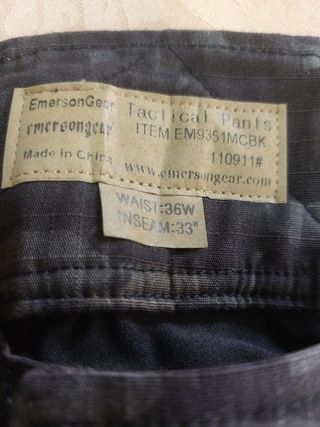 EmersonGear Tactical Pants
emersongear ITEM EM9351MCBK
Made in China 110911#
www.emersongear.com
WAIST:36W
INSEAM:33"